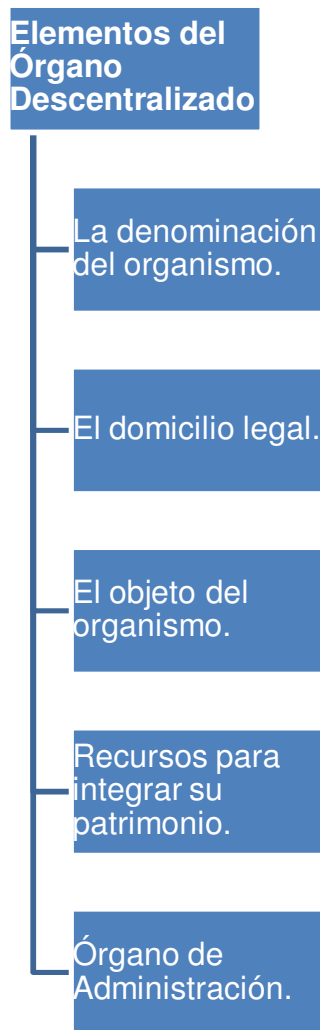 Elementos del
Órgano
Descentralizado
La denominación
del organismo.
El domicilio legal.
El objeto del
organismo.
Recursos para
integrar su
patrimonio.
Órgano de
Administración.